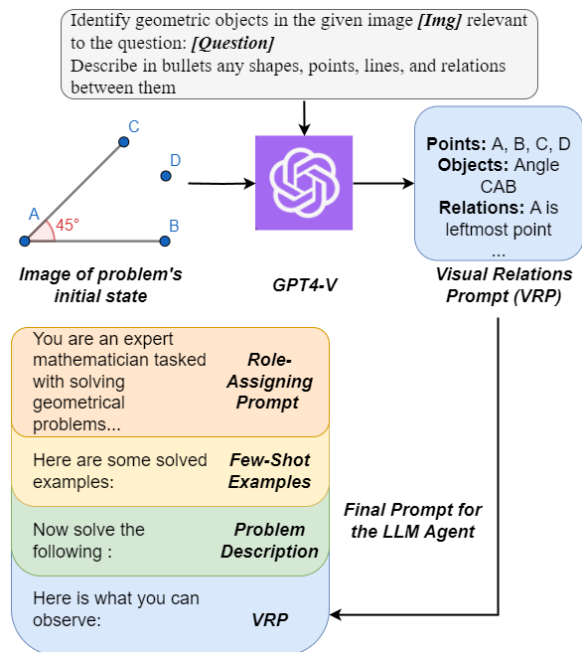 Identify geometric objects in the given image [Img] relevant
to the question: [Question]
Describe in bullets any shapes, points, lines, and relations
between them
C
D
A
45°
B
Image of problem's
initial state
GPT4-V
Points: A, B, C, D
Objects: Angle
CAB
Relations: A is
leftmost point
...
Visual Relations
Prompt (VRP)
You are an expert
mathematician tasked
with solving
geometrical
problems...
Role-
Assigning
Prompt
Here are some solved
examples:
Few-Shot
Examples
Now solve the
following :
Problem
Description
Here is what you can
observe:
VRP
Final Prompt for
the LLM Agent